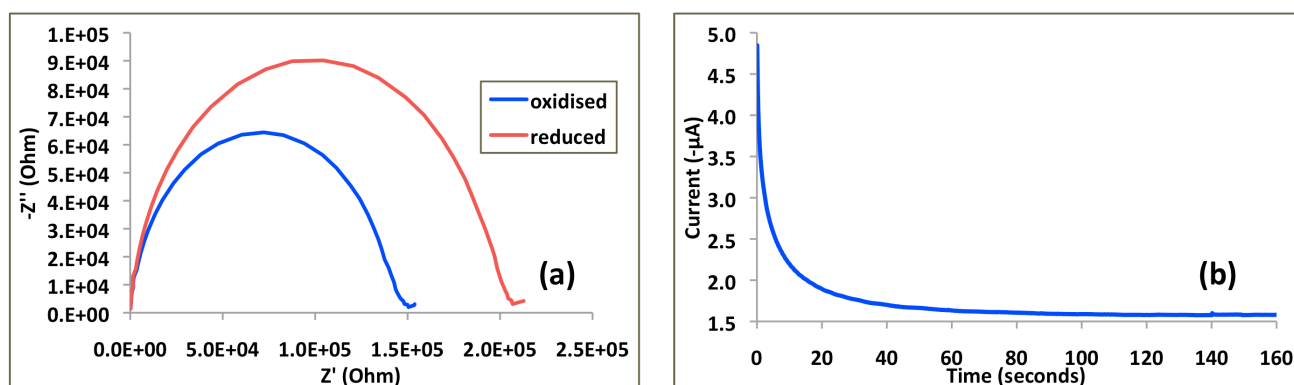 1.E+05
9.E+04
8.E+04
7.E+04
6.E+04
5.E+04
4.E+04
3.E+04
2.E+04
1.E+04
0.E+00
-Z'' (Ohm)
0.0E+00 5.0E+04 1.0E+05 1.5E+05 2.0E+05 2.5E+05
Z' (Ohm)
oxidised
reduced
(a)
5.0
4.5
4.0
3.5
3.0
2.5
2.0
1.5
Current (-μA)
0 20 40 60 80 100 120 140 160
Time (seconds)
(b)